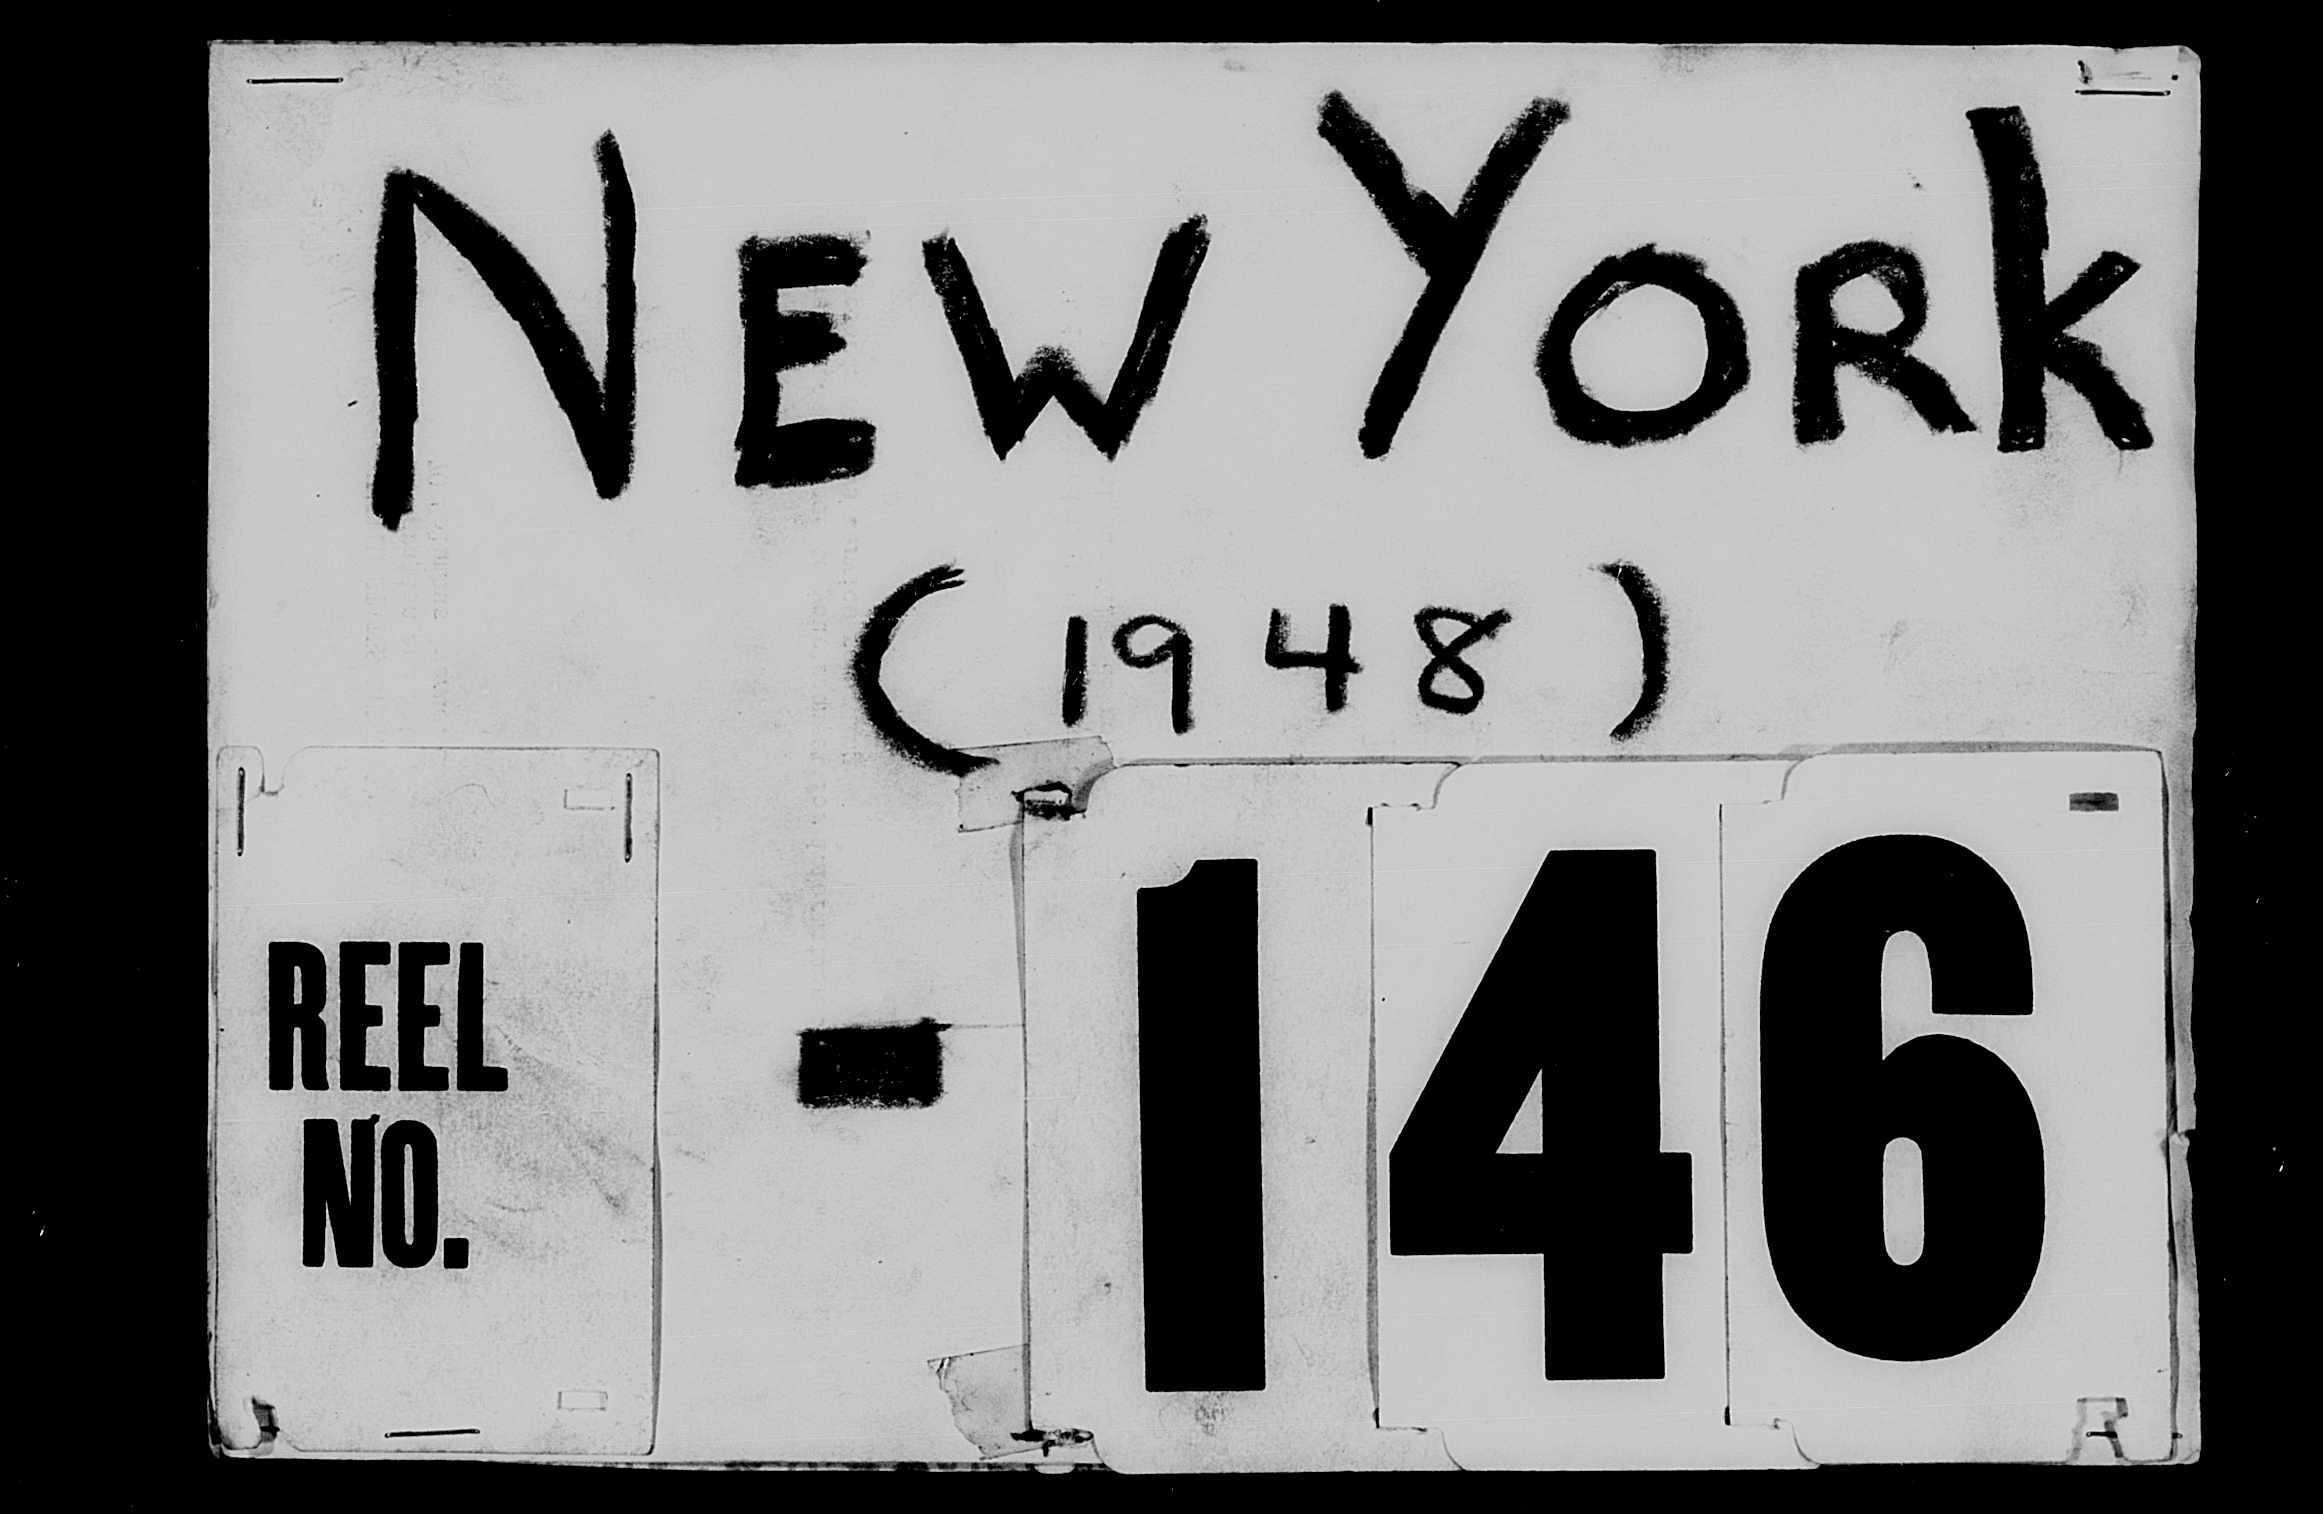 NEW YORk
(1948)
REEL
NO.
- 146